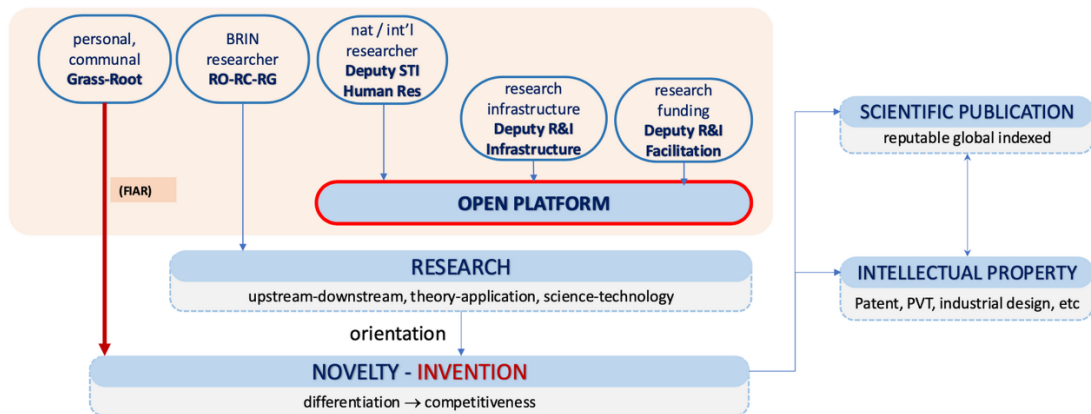 personal,
communal
Grass-Root
BRIN
researcher
RO-RC-RG
nat / int'l
researcher
Deputy STI
Human Res
research
infrastructure
Deputy R&I
Infrastructure
research
funding
Deputy R&I
Facilitation
(FIAR)
OPEN PLATFORM
RESEARCH
upstream-downstream, theory-application, science-technology
orientation
NOVELTY - INVENTION
differentiation → competitiveness
SCIENTIFIC PUBLICATION
reputable global indexed
INTELLECTUAL PROPERTY
Patent, PVT, industrial design, etc